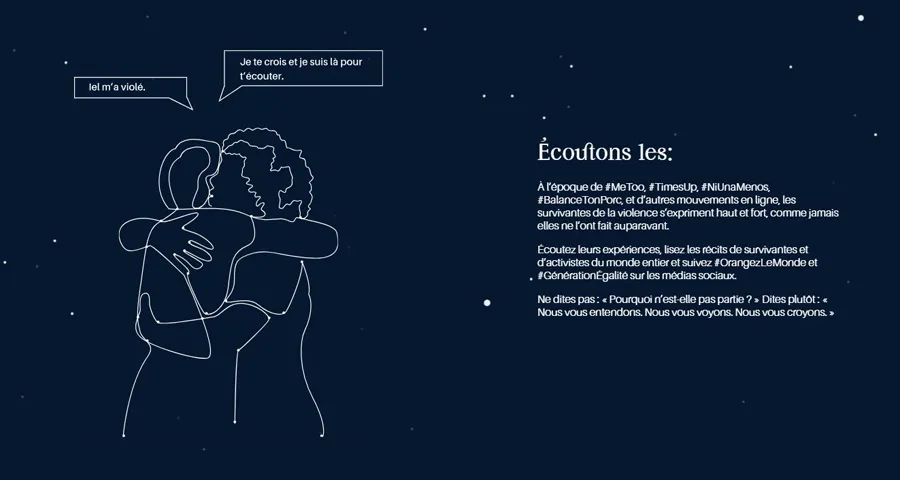 Iel m'a violé.
Je te crois et je suis là pour
t'écouter.
Écoutons les:
À l'époque de #MeToo, #TimesUp, #NiUnaMenos,
#BalanceTonPorc, et d'autres mouvements en ligne, les
survivantes de la violence s'expriment haut et fort, comme jamais
elles ne l'ont fait auparavant.
Écoutez leurs expériences, lisez les récits de survivantes et
d'activistes du monde entier et suivez #OrangezLeMonde et
#GénérationÉgalité sur les médias sociaux.
Ne dites pas : « Pourquoi n'est-elle pas partie ? » Dites plutôt : «
Nous vous entendons. Nous vous voyons. Nous vous croyons. »